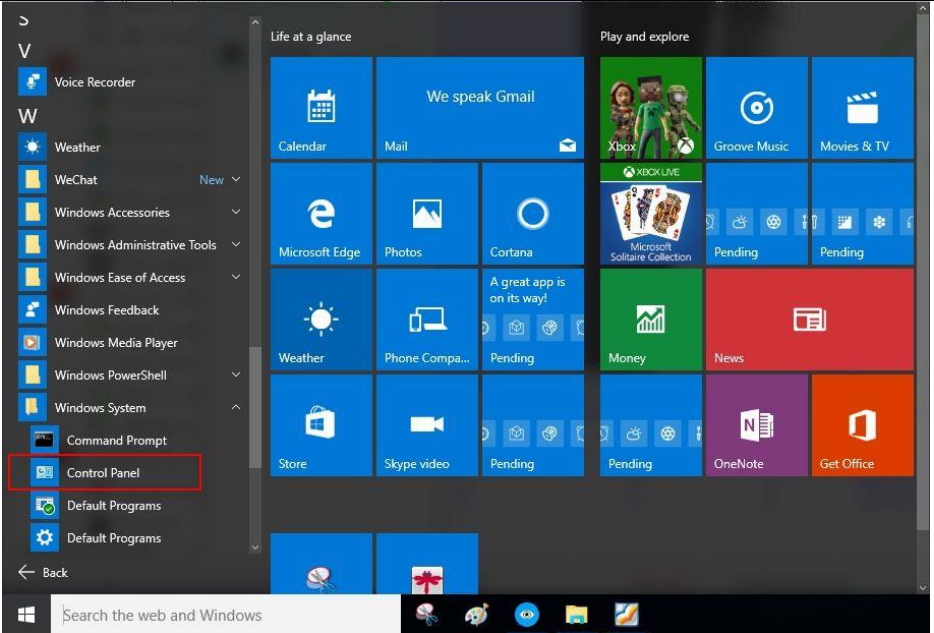 S
V
Voice Recorder
W
Weather
WeChat New
Windows Accessories
Windows Administrative Tools
Windows Ease of Access
Windows Feedback
Windows Media Player
Windows PowerShell
Windows System
Command Prompt
Control Panel
Default Programs
Default Programs
Back
Search the web and Windows
Life at a glance
Calendar
We speak Gmail
Mail
Microsoft Edge
Photos
Cortana
Weather
Phone Compa...
A great app is
on its way!
Pending
Store
Skype video
Pending
Play and explore
Xbox
Groove Music
Movies & TV
XBOX LIVE
Microsoft
Solitaire Collection
Pending
Pending
Money
News
Pending
OneNote
Get Office